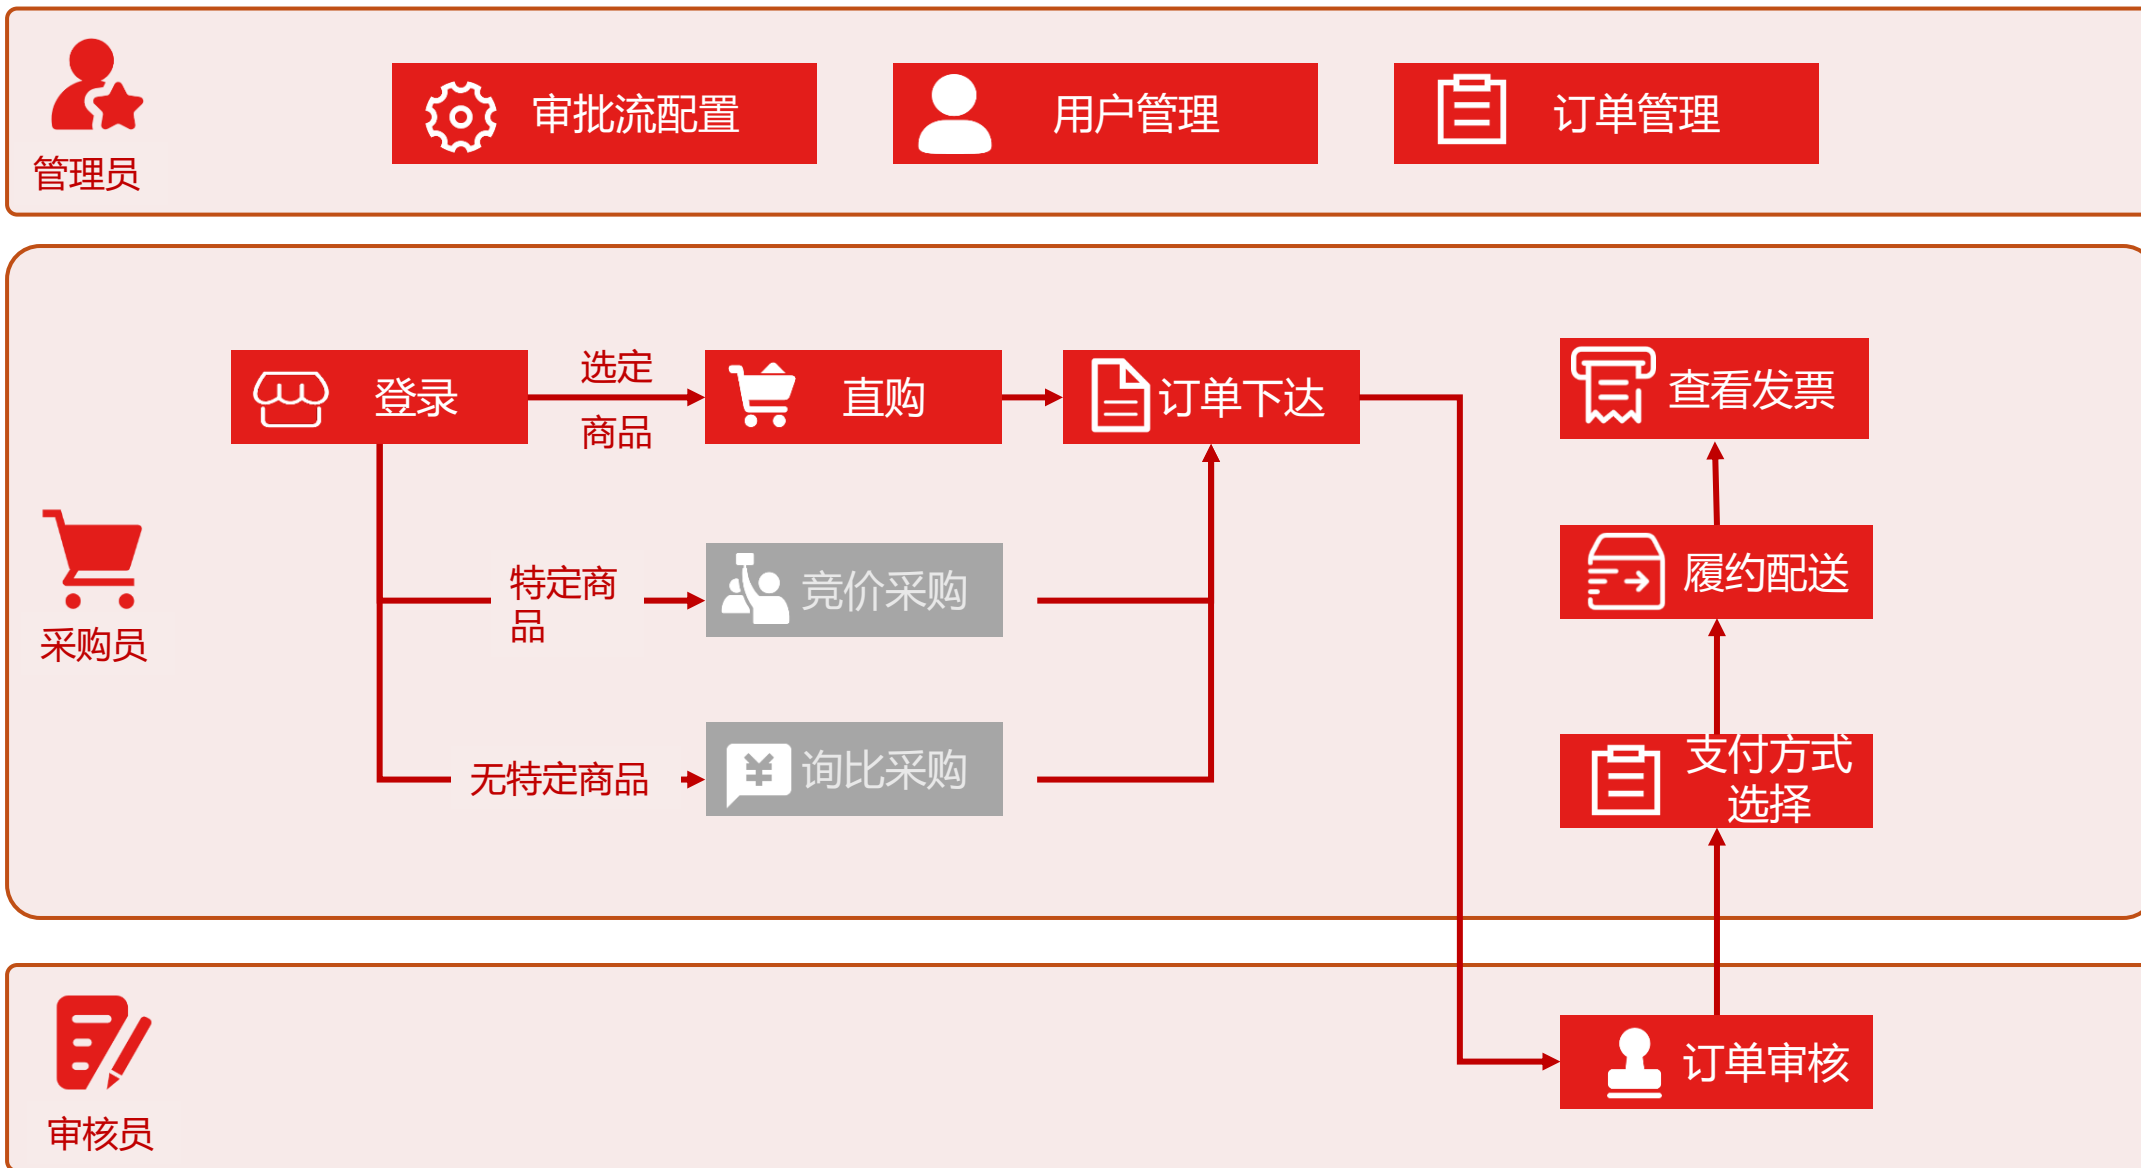 审批流配置
用户管理
订单管理
管理员
登录
选定
商品
直购
订单下达
查看发票
特定商
品
竞价采购
履约配送
采购员
无特定商品
询比采购
支付方式
选择
订单审核
审核员